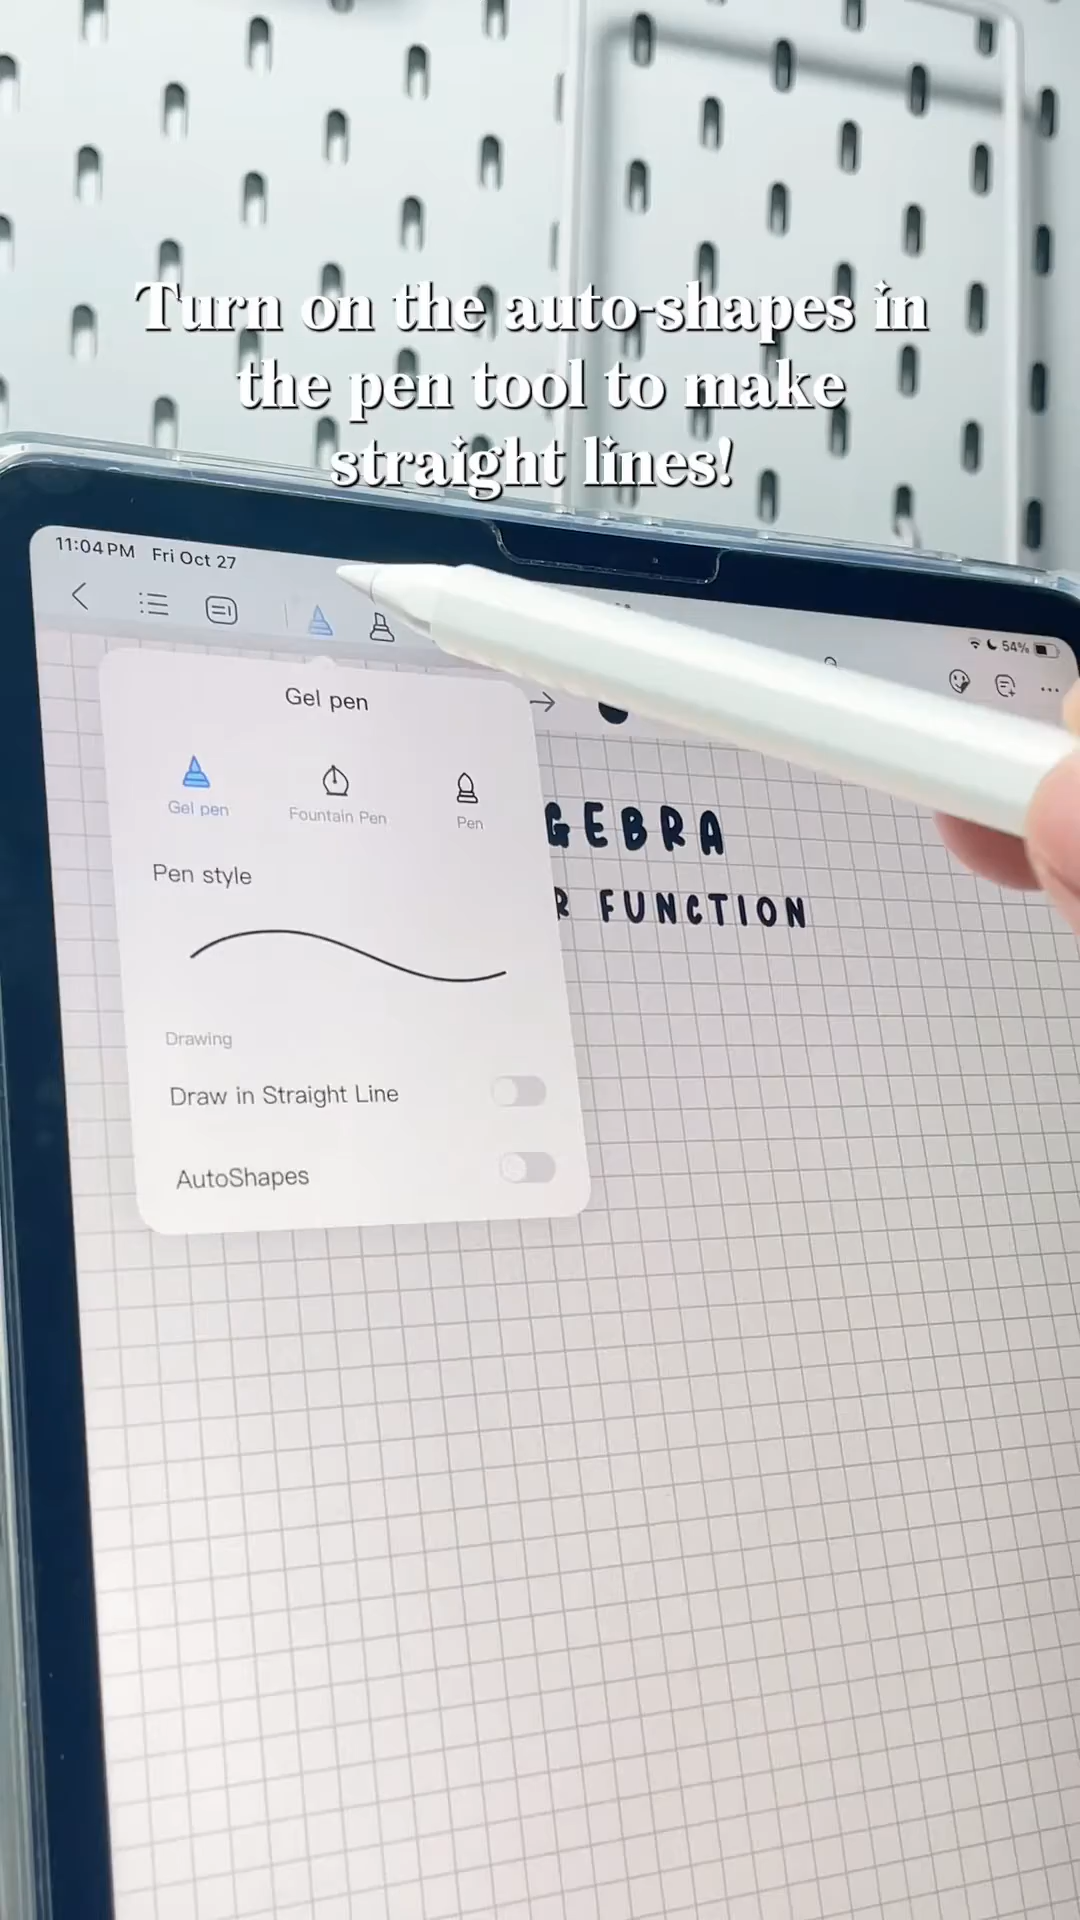 Turn on the auto-shapes in
the pen tool to make
straight lines!
11:04 PM Fri Oct 27
54%
Gel pen
Gel pen Fountain Pen Pen
GEBRA
Pen style
R FUNCTION
Drawing
Draw in Straight Line
AutoShapes